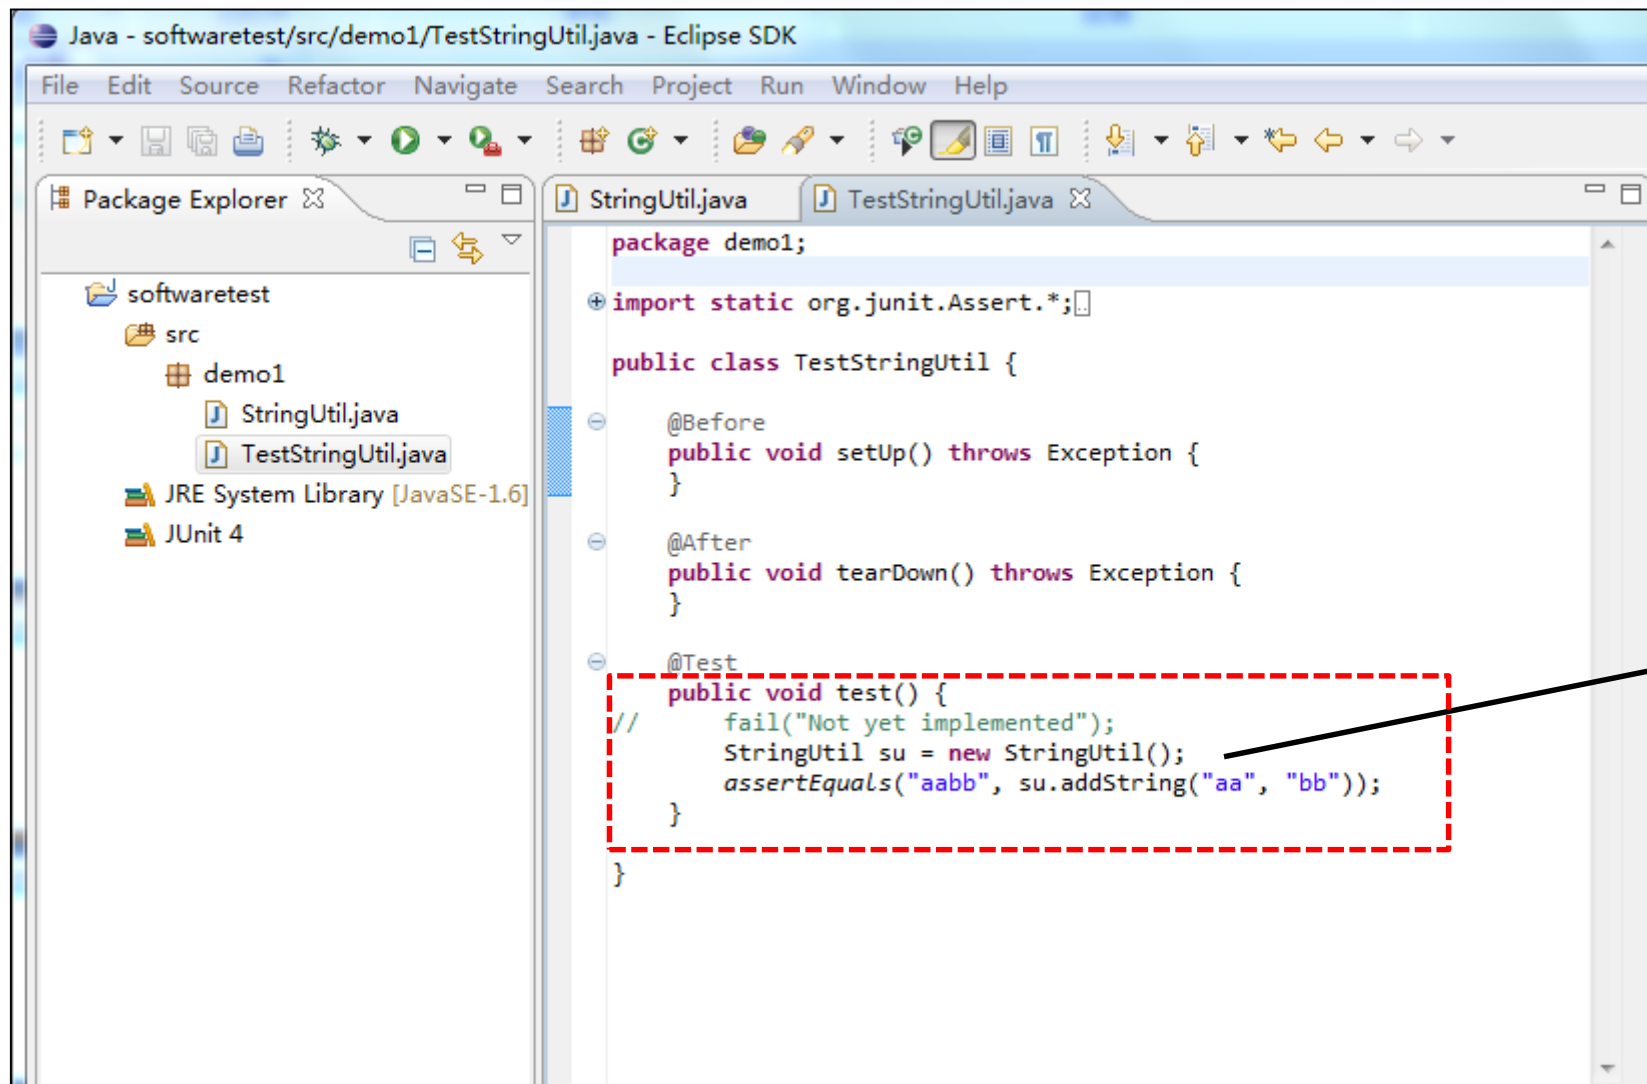 Java - softwaretest/src/demo1/TestStringUtil.java - Eclipse SDK
File Edit Source Refactor Navigate Search Project Run Window Help
Package Explorer
softwaretest
src
demo1
StringUtil.java
TestStringUtil.java
JRE System Library [JavaSE-1.6]
JUnit 4
StringUtil.java TestStringUtil.java
package demo1;
import static org.junit.Assert.*;
public class TestStringUtil {
@Before
public void setUp() throws Exception {
}
@After
public void tearDown() throws Exception {
}
@Test
public void test() {
// fail("Not yet implemented");
StringUtil su = new StringUtil();
assertEquals("aabb", su.addString("aa", "bb"));
}
}